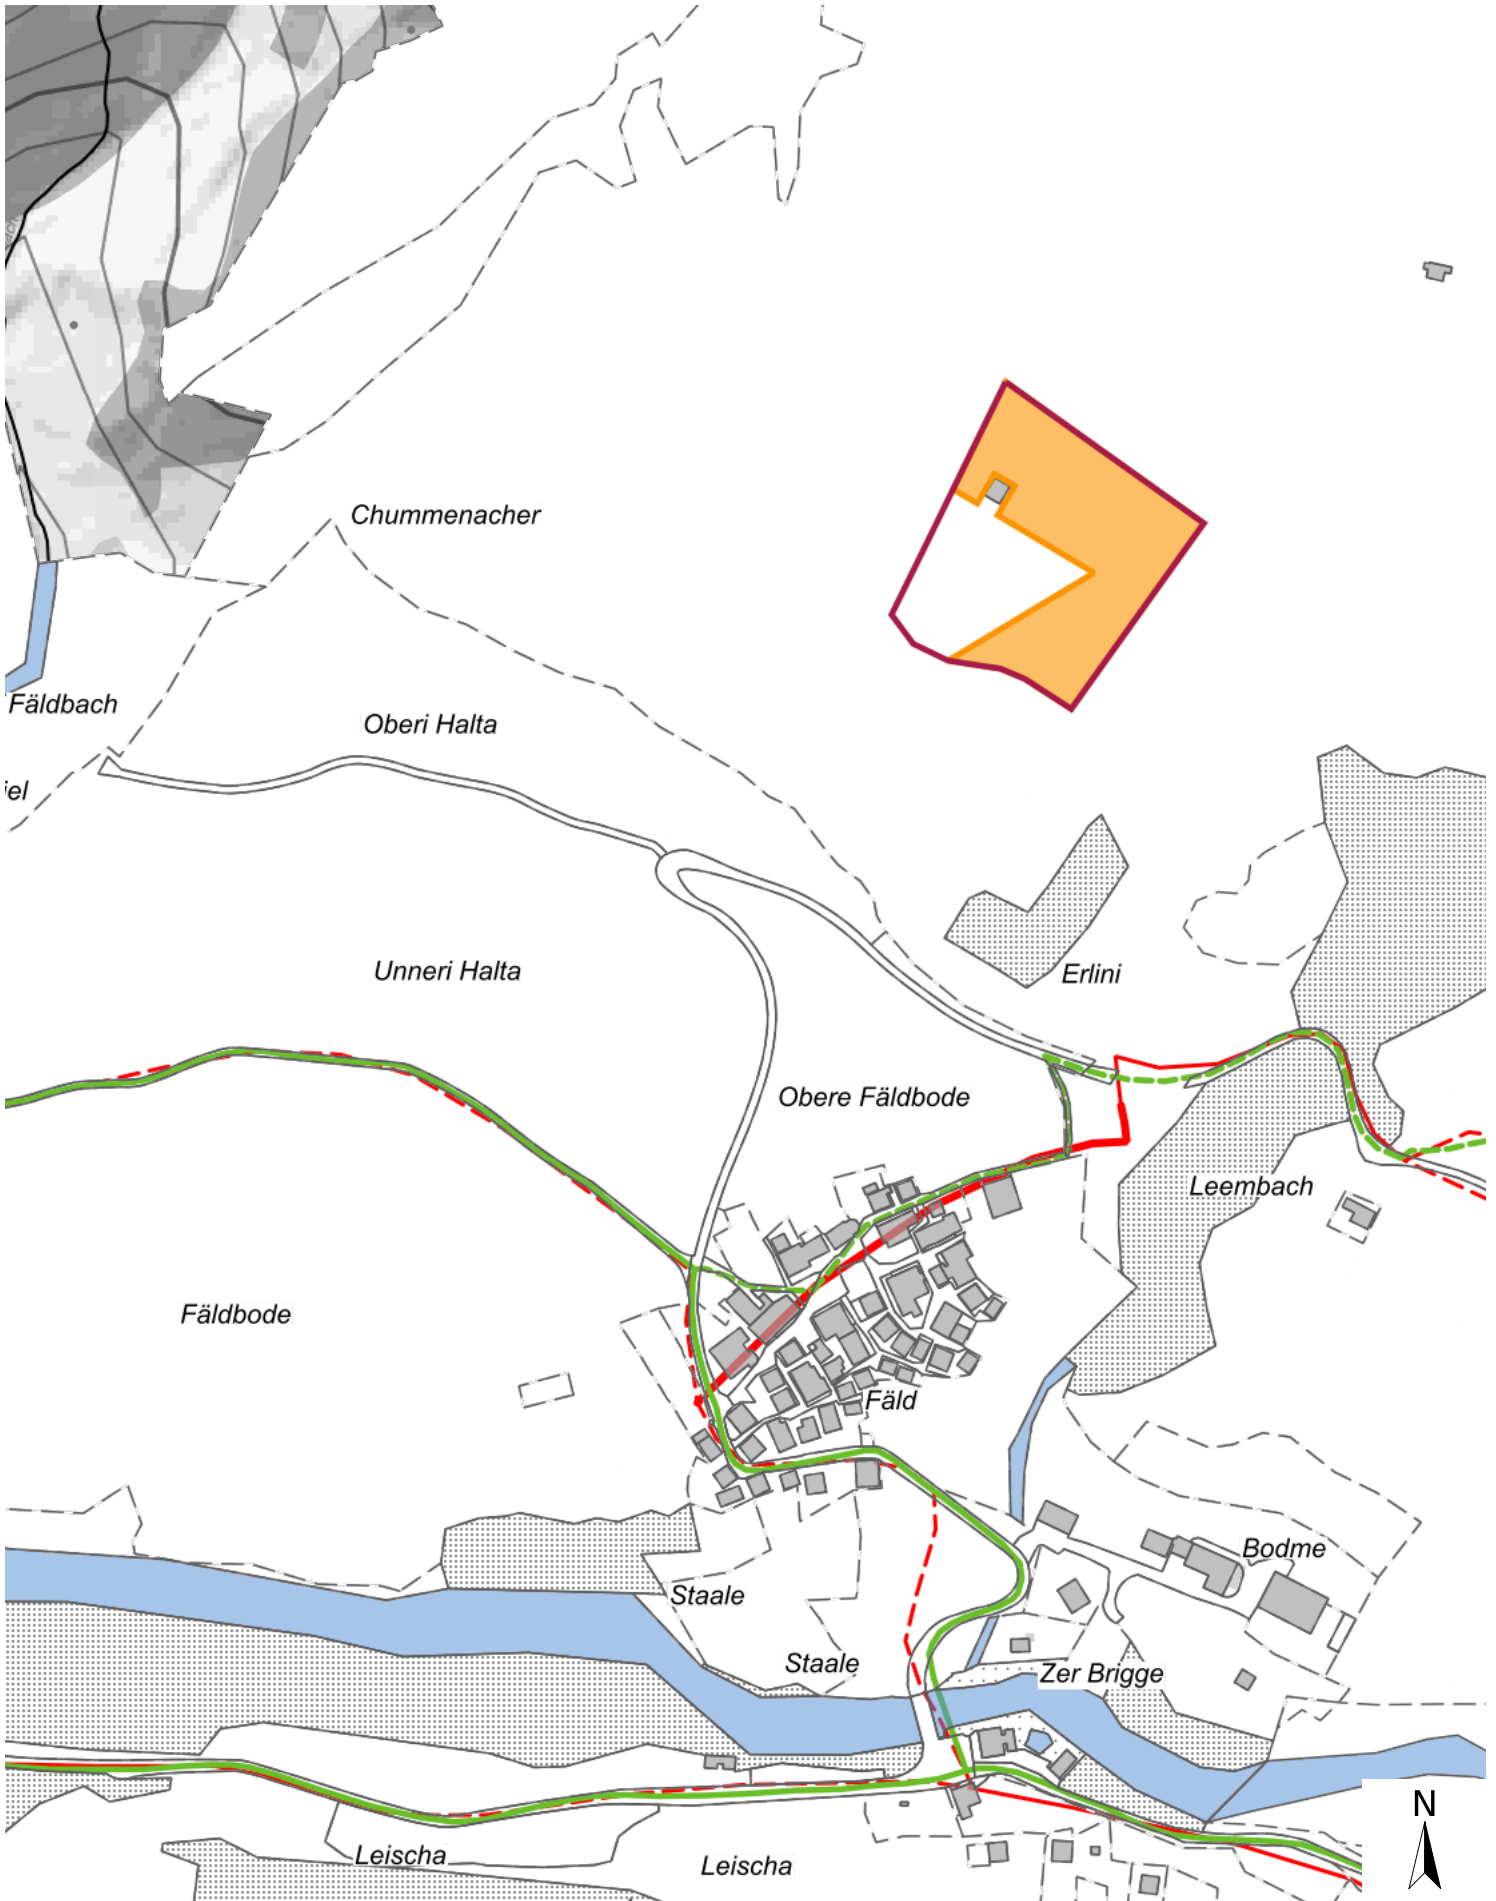 Chummenacher
Fäldbach
Oberi Halta
iel
Unneri Halta
Erlini
Obere Fäldbode
Leembach
Fäldbode
Fäld
Bodme
Staale
Staale
Zer Brigge
N
Leischa
Leischa